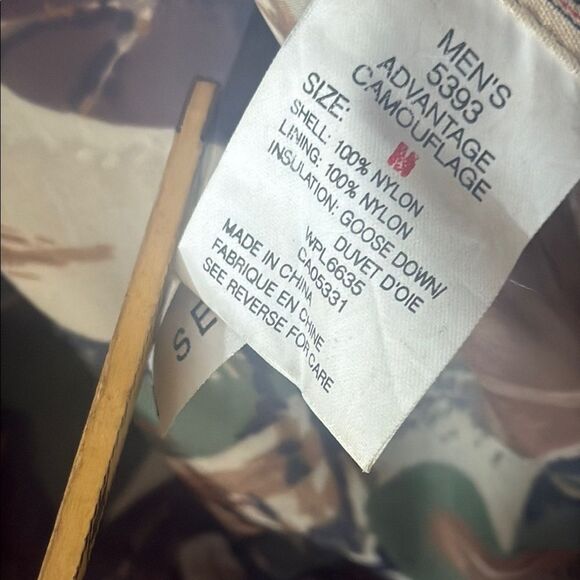 MEN'S
5393
ADVANTAGE
CAMOUFLAGE
SIZE:
SHELL: 100% NYLON
LINING: 100% NYLON
INSULATION: GOOSE DOWN/
DUVET D'OIE
WPL6635
CA05331
MADE IN CHINA
FABRIQUE EN CHINE
SEE REVERSE FOR CARE
S E